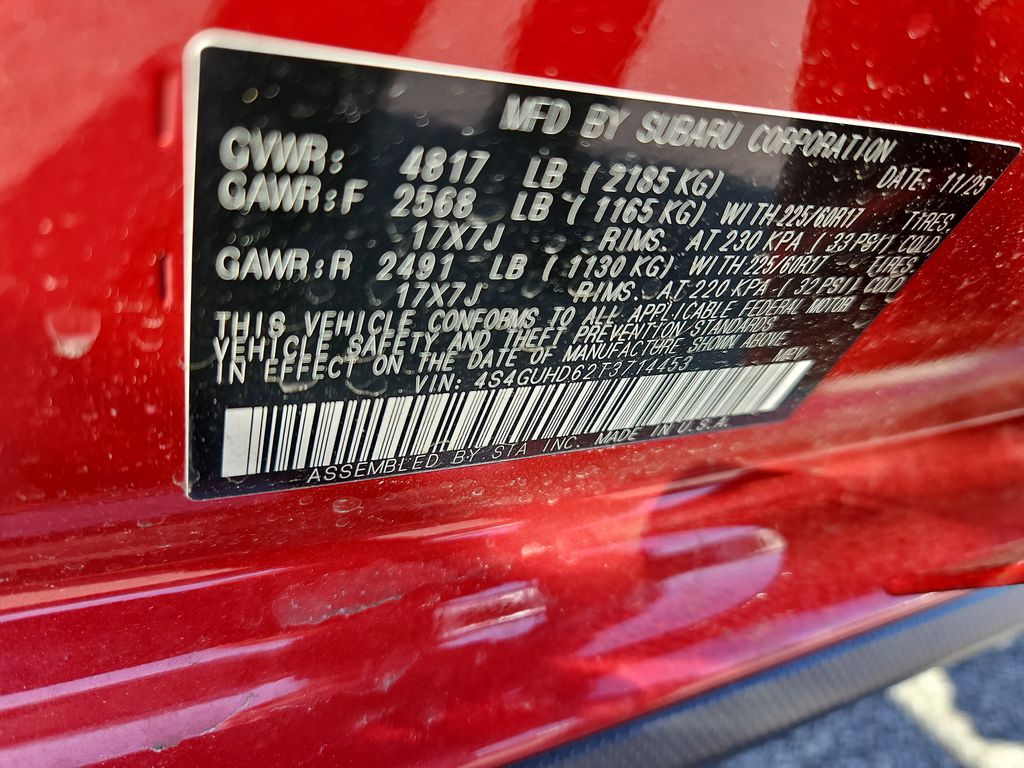 MFD BY SUBARU CORPORATION
GVWR: 4817 LB (2185 KG) DATE: 11/25
GAWR:F 2568 LB (1165 KG) WITH 225/60R17 TIRES,
17X7J RIMS, AT 230 KPA (33 PSI) COLD
GAWR:R 2491 LB (1130 KG) WITH 225/60R17 TIRES,
17X7J RIMS, AT 220 KPA (32 PSI) COLD
THIS VEHICLE CONFORMS TO ALL APPLICABLE FEDERAL MOTOR
VEHICLE SAFETY AND THEFT PREVENTION STANDARDS
IN EFFECT ON THE DATE OF MANUFACTURE SHOWN ABOVE.
VIN: 4S4GUHD62T3714453 MPV
ASSEMBLED BY STA INC. MADE IN U.S.A.